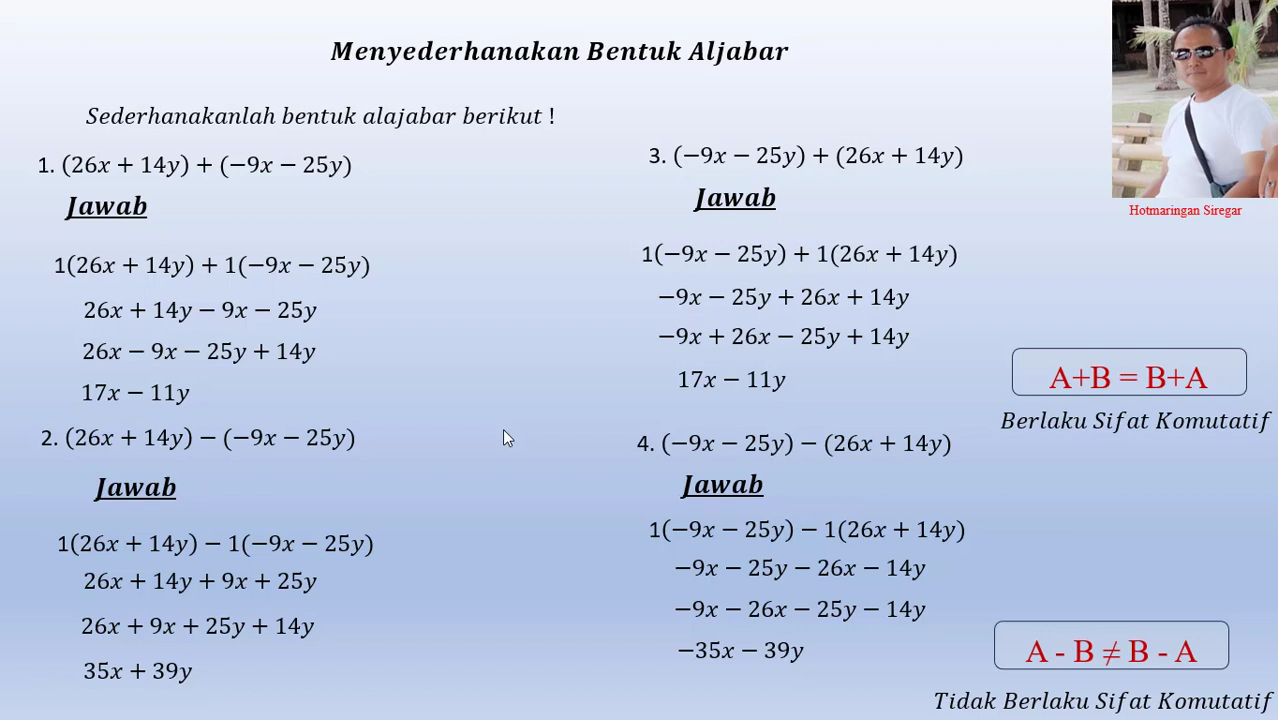 Menyederhanakan Bentuk Aljabar
Sederhanakanlah bentuk alajabar berikut !
1. (26x + 14y) + (−9x − 25y)
Jawab
1(26x + 14y) + 1(−9x − 25y)
26x + 14y − 9x − 25y
26x − 9x − 25y + 14y
17x − 11y
2. (26x + 14y) − (−9x − 25y)
Jawab
1(26x + 14y) − 1(−9x − 25y)
26x + 14y + 9x + 25y
26x + 9x + 25y + 14y
35x + 39y
3. (−9x − 25y) + (26x + 14y)
Jawab
1(−9x − 25y) + 1(26x + 14y)
−9x − 25y + 26x + 14y
−9x + 26x − 25y + 14y
17x − 11y
4. (−9x − 25y) − (26x + 14y)
Jawab
1(−9x − 25y) − 1(26x + 14y)
−9x − 25y − 26x − 14y
−9x − 26x − 25y − 14y
−35x − 39y
Hotmaringan Siregar
A+B = B+A
Berlaku Sifat Komutatif
A - B ≠ B - A
Tidak Berlaku Sifat Komutatif